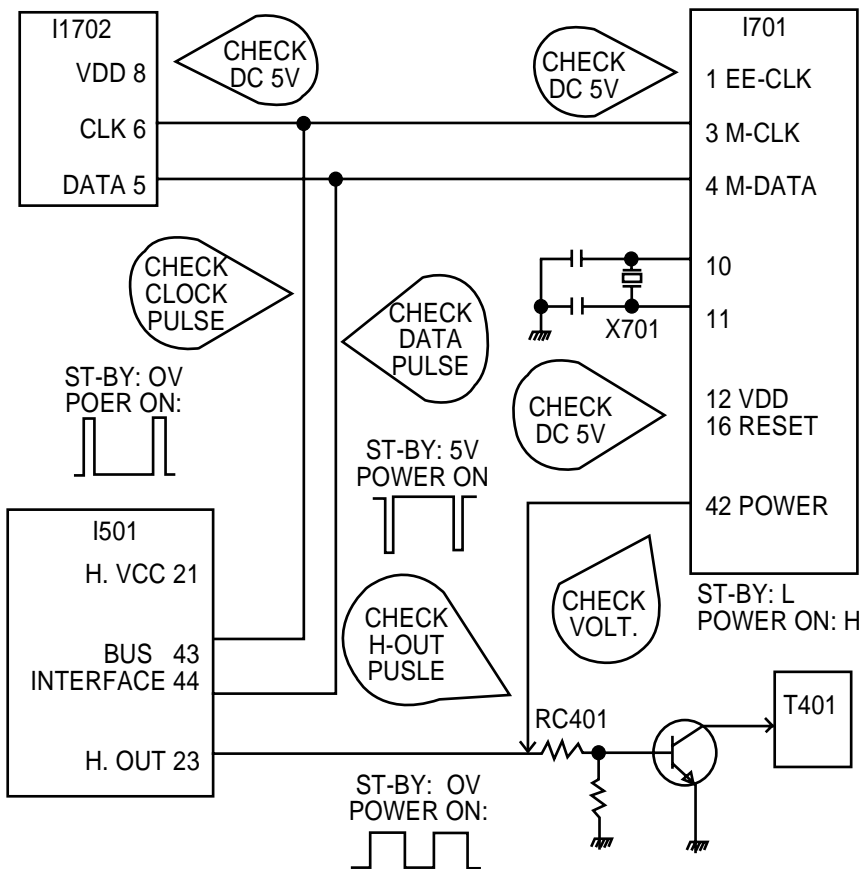 I1702
VDD 8
CLK 6
DATA 5
CHECK
DC 5V
CHECK
DC 5V
I701
1 EE-CLK
3 M-CLK
4 M-DATA
10
11
12 VDD
16 RESET
42 POWER
X701
CHECK
CLOCK
PULSE
CHECK
DATA
PULSE
CHECK
DC 5V
ST-BY: OV
POER ON:
ST-BY: 5V
POWER ON
I501
H. VCC 21
BUS 43
INTERFACE 44
H. OUT 23
CHECK
H-OUT
PUSLE
CHECK
VOLT.
ST-BY: L
POWER ON: H
RC401
T401
ST-BY: OV
POWER ON: